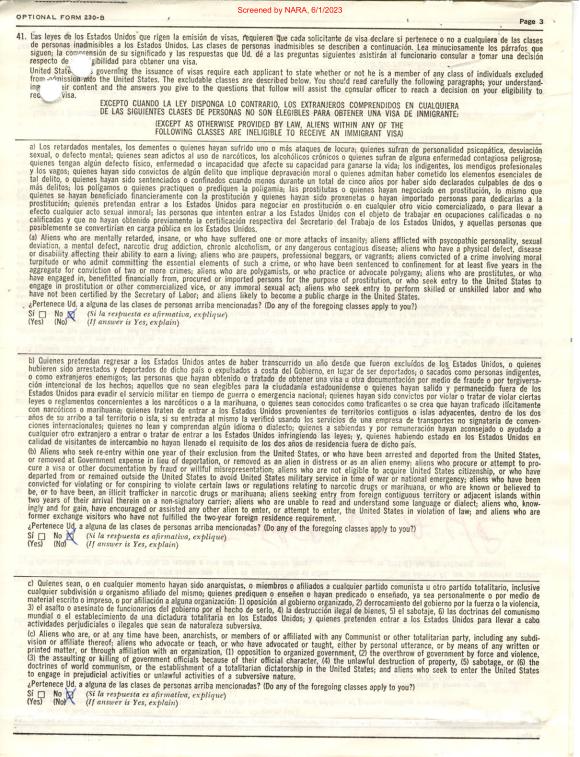 Screened by NARA, 6/1/2023
OPTIONAL FORM 230-B
Page 3
41. Las leyes de los Estados Unidos que rigen la emisión de visas, requieren que cada solicitante de visa declare si pertenece o no a cualquiera de las clases
de personas inadmisibles a los Estados Unidos. Las clases de personas inadmisibles se describen a continuación. Lea minuciosamente los párrafos que
siguen; la comprensión de su significado y las respuestas que Ud. dé a las preguntas siguientes asistirán al funcionario consular a tomar una decisión
respecto de ibilidad para obtener una visa.
United State governing the issuance of visas require each applicant to state whether or not he is a member of any class of individuals excluded
from admission into the United States. The excludable classes are described below. You should read carefully the following paragraphs; your understand-
ing eir content and the answers you give to the questions that follow will assist the consular officer to reach a decision on your eligibility to
rec visa.
EXCEPTO CUANDO LA LEY DISPONGA LO CONTRARIO, LOS EXTRANJEROS COMPRENDIDOS EN CUALQUIERA
DE LAS SIGUIENTES CLASES DE PERSONAS NO SON ELEGIBLES PARA OBTENER UNA VISA DE INMIGRANTE:
(EXCEPT AS OTHERWISE PROVIDED BY LAW, ALIENS WITHIN ANY OF THE
FOLLOWING CLASSES ARE INELIGIBLE TO RECEIVE AN IMMIGRANT VISA)
a) Los retardados mentales, los dementes o quienes hayan sufrido uno o más ataques de locura; quienes sufran de personalidad psicopática, desviación
sexual, o defecto mental; quienes sean adictos al uso de narcóticos, los alcohólicos crónicos o quienes sufran de alguna enfermedad contagiosa peligrosa;
quienes tengan algún defecto físico, enfermedad o incapacidad que afecte su capacidad para ganarse la vida; los indigentes, los mendigos profesionales
y los vagos; quienes hayan sido convictos de algún delito que implique depravación moral o quienes admitan haber cometido los elementos esenciales de
tal delito, o quienes hayan sido sentenciados o confinados cuando menos durante un total de cinco años por haber sido declarados culpables de dos o
más delitos; los polígamos o quienes practiquen o prediquen la poligamia; las prostitutas o quienes hayan negociado en prostitución, lo mismo que
quienes se hayan beneficiado financieramente con la prostitución y quienes hayan sido proxenetas o hayan importado personas para dedicarlas a la
prostitución; quienes pretendan entrar a los Estados Unidos para negociar en prostitución o en cualquier otro vicio comercializado, o para llevar a
efecto cualquier acto sexual inmoral; las personas que intenten entrar a los Estados Unidos con el objeto de trabajar en ocupaciones calificadas o no
calificadas y que no hayan obtenido previamente la certificación respectiva del Secretario del Trabajo de los Estados Unidos, y aquellas personas que
posiblemente se convertirían en carga pública en los Estados Unidos.
(a) Aliens who are mentally retarded, insane, or who have suffered one or more attacks of insanity; aliens afflicted with psycopathic personality, sexual
deviation, a mental defect, narcotic drug addiction, chronic alcoholism, or any dangerous contagious disease; aliens who have a physical defect, disease
or disability affecting their ability to earn a living; aliens who are paupers, professional beggars, or vagrants; aliens convicted of a crime involving moral
turpitude or who admit committing the essential elements of such a crime, or who have been sentenced to confinement for at least five years in the
aggregate for conviction of two or more crimes; aliens who are polygamists, or who practice or advocate polygamy; aliens who are prostitutes, or who
have engaged in, benefited financially from, procured or imported persons for the purpose of prostitution, or who seek entry to the United States to
engage in prostitution or other commercialized vice, or any immoral sexual act; aliens who seek entry to perform skilled or unskilled labor and who
have not been certified by the Secretary of Labor; and aliens likely to become a public charge in the United States.
¿Pertenece Ud. a alguna de las clases de personas arriba mencionadas? (Do any of the foregoing classes apply to you?)
Sí □ No ☒ (Si la respuesta es afirmativa, explique)
(Yes) (No) (If answer is Yes, explain)
b) Quienes pretendan regresar a los Estados Unidos antes de haber transcurrido un año desde que fueron excluídos de los Estados Unidos, o quienes
hubieren sido arrestados y deportados de dicho país o expulsados a costa del Gobierno, en lugar de ser deportados; o sacados como personas indigentes,
o como extranjeros enemigos; las personas que hayan obtenido o tratado de obtener una visa u otra documentación por medio de fraude o por tergiversa-
ción intencional de los hechos; aquellos que no sean elegibles para la ciudadanía estadounidense o quienes hayan salido y permanecido fuera de los
Estados Unidos para evadir el servicio militar en tiempo de guerra o emergencia nacional; quienes hayan sido convictos por violar o tratar de violar ciertas
leyes o reglamentos concernientes a los narcóticos o a la marihuana, o quienes sean conocidos como traficantes o se crea que hayan traficado ilícitamente
con narcóticos o marihuana; quienes traten de entrar a los Estados Unidos provenientes de territorios contiguos o islas adyacentes, dentro de los dos
años de su arribo a tal territorio o isla, si su entrada al mismo la verificó usando los servicios de una empresa de transportes no signataria de conven-
ciones internacionales; quienes no lean y comprendan algún idioma o dialecto; quienes a sabiendas y por remuneración hayan aconsejado o ayudado a
cualquier otro extranjero a entrar o tratar de entrar a los Estados Unidos infringiendo las leyes; y, quienes habiendo estado en los Estados Unidos en
calidad de visitantes de intercambio no hayan llenado el requisito de los dos años de residencia fuera de dicho país.
(b) Aliens who seek re-entry within one year of their exclusion from the United States, or who have been arrested and deported from the United States,
or removed at Government expense in lieu of deportation, or removed as an alien in distress or as an alien enemy; aliens who procure or attempt to pro-
cure a visa or other documentation by fraud or willful misrepresentation; aliens who are not eligible to acquire United States citizenship, or who have
departed from or remained outside the United States to avoid United States military service in time of war or national emergency; aliens who have been
convicted for violating or for conspiring to violate certain laws or regulations relating to narcotic drugs or marihuana, or who are known or believed to
be, or to have been, an illicit trafficker in narcotic drugs or marihuana; aliens seeking entry from foreign contiguous territory or adjacent islands within
two years of their arrival therein on a non-signatory carrier; aliens who are unable to read and understand some language or dialect; aliens who, know-
ingly and for gain, have encouraged or assisted any other alien to enter, or attempt to enter, the United States in violation of law; and aliens who are
former exchange visitors who have not fulfilled the two-year foreign residence requirement.
¿Pertenece Ud. a alguna de las clases de personas arriba mencionadas? (Do any of the foregoing classes apply to you?)
Sí □ No ☒ (Si la respuesta es afirmativa, explique)
(Yes) (No) (If answer is Yes, explain)
c) Quienes sean, o en cualquier momento hayan sido anarquistas, o miembros o afiliados a cualquier partido comunista u otro partido totalitario, inclusive
cualquier subdivisión u organismo afiliado del mismo; quienes prediquen o enseñen o hayan predicado o enseñado, ya sea personalmente o por medio de
material escrito o impreso, o por afiliación a alguna organización: 1) oposición al gobierno organizado, 2) derrocamiento del gobierno por la fuerza o la violencia,
3) el asalto o asesinato de funcionarios del gobierno por el hecho de serlo, 4) la destrucción ilegal de bienes, 5) el sabotaje, 6) las doctrinas del comunismo
mundial o el establecimiento de una dictadura totalitaria en los Estados Unidos; y quienes pretendan entrar a los Estados Unidos para llevar a cabo
actividades perjudiciales o ilegales que sean de naturaleza subversiva.
(c) Aliens who are, or at any time have been, anarchists, or members of or affiliated with any Communist or other totalitarian party, including any subdi-
vision or affiliate thereof; aliens who advocate or teach, or who have advocated or taught, either by personal utterance, or by means of any written or
printed matter, or through affiliation with an organization, (1) opposition to organized government, (2) the overthrow of government by force and violence,
(3) the assaulting or killing of government officials because of their official character, (4) the unlawful destruction of property, (5) sabotage, or (6) the
doctrines of world communism, or the establishment of a totalitarian dictatorship in the United States; and aliens who seek to enter the United States
to engage in prejudicial activities or unlawful activities of a subversive nature.
¿Pertenece Ud. a alguna de las clases de personas arriba mencionadas? (Do any of the foregoing classes apply to you?)
Sí □ No ☒ (Si la respuesta es afirmativa, explique)
(Yes) (No) (If answer is Yes, explain)